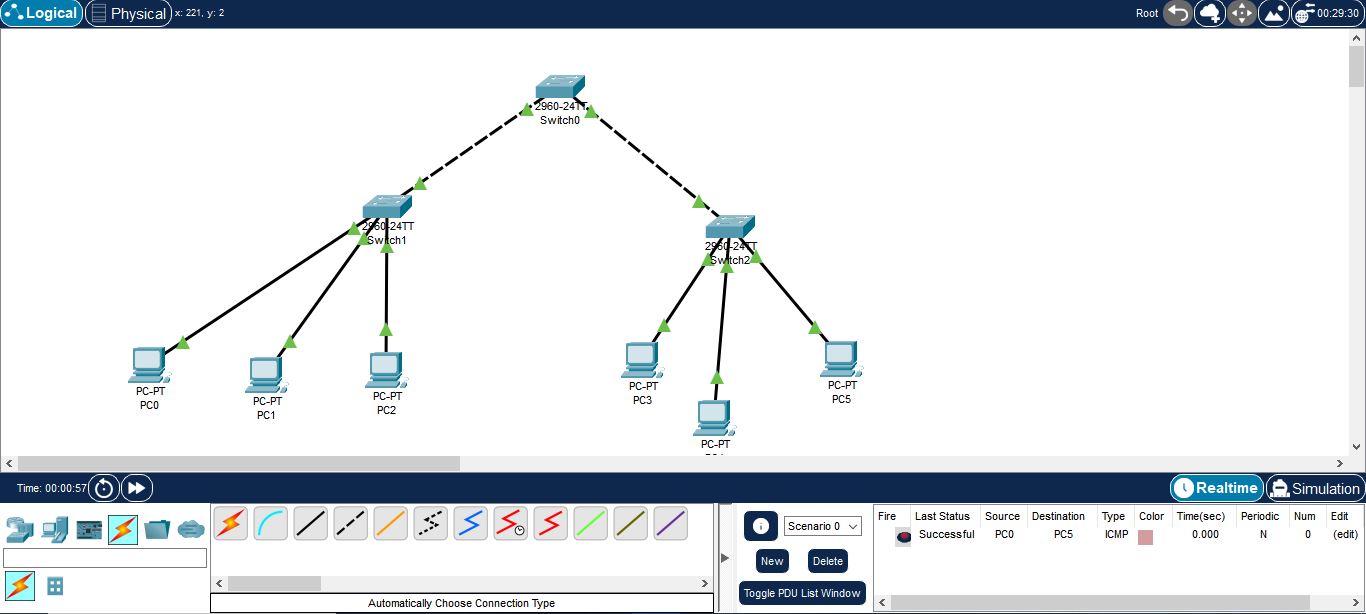 Logical Physical x: 221, y: 2 Root 00:29:30
2960-24TT
Switch0
2960-24TT
Switch1
2960-24TT
Switch2
PC-PT
PC0
PC-PT
PC1
PC-PT
PC2
PC-PT
PC3
PC-PT
PC-PT
PC5
Time: 00:00:57 Realtime Simulation
Scenario 0
New Delete
Toggle PDU List Window
Fire Last Status Source Destination Type Color Time(sec) Periodic Num Edit
Successful PC0 PC5 ICMP 0.000 N 0 (edit)
Automatically Choose Connection Type